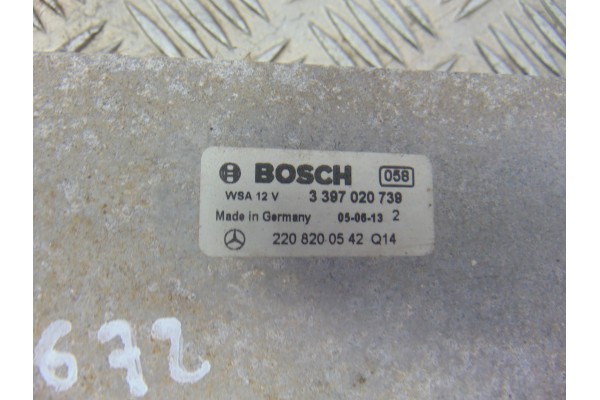 BOSCH 058
WSA 12 V 3 397 020 739
Made in Germany 05-06-13 2
220 820 05 42 Q14
672